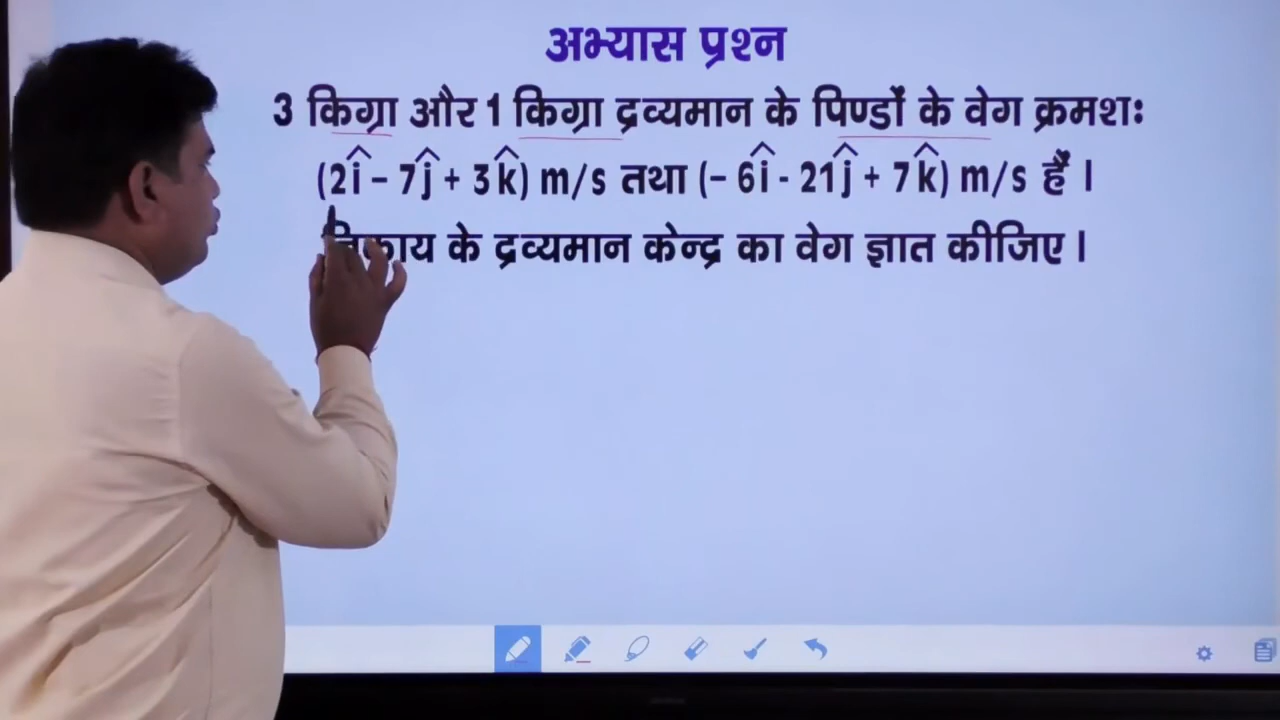 अभ्यास प्रश्न
3 किग्रा और 1 किग्रा द्रव्यमान के पिण्डों के वेग क्रमशः
(2î – 7ĵ + 3k̂) m/s तथा (– 6î - 21ĵ + 7k̂) m/s हैं ।
के द्रव्यमान केन्द्र का वेग ज्ञात कीजिए ।